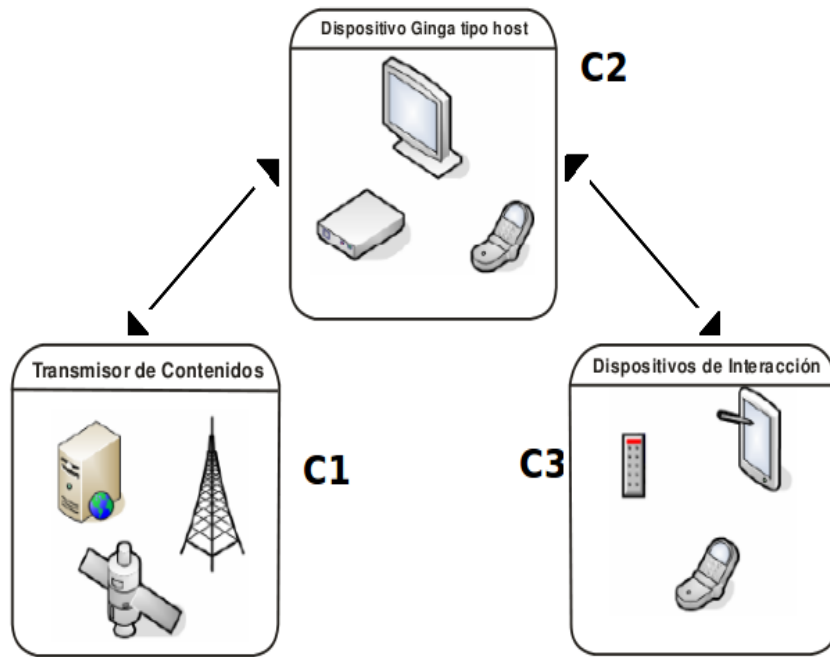 Dispositivo Ginga tipo host
C2
Transmisor de Contenidos
C1
Dispositivos de Interacción
C3